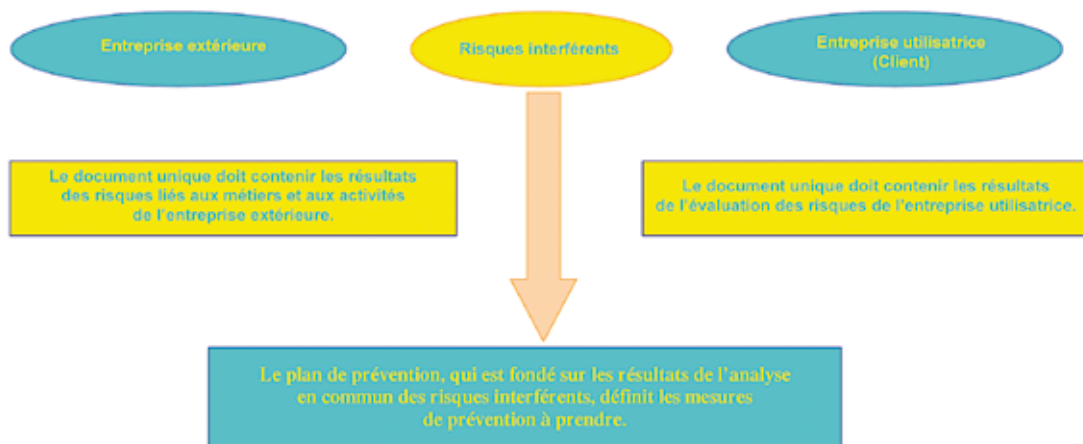 Entreprise extérieure
Risques interférents
Entreprise utilisatrice
(Client)
Le document unique doit contenir les résultats
des risques liés aux métiers et aux activités
de l'entreprise extérieure.
Le document unique doit contenir les résultats
de l'évaluation des risques de l'entreprise utilisatrice.
Le plan de prévention, qui est fondé sur les résultats de l'analyse
en commun des risques interférents, définit les mesures
de prévention à prendre.